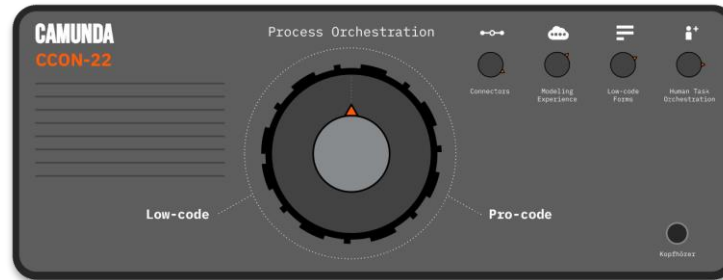 CAMUNDA
CCON-22
Process Orchestration
Low-code
Pro-code
Connectors
Modeling
Experience
Low-code
Forms
Human Task
Orchestration
Kopfhörer